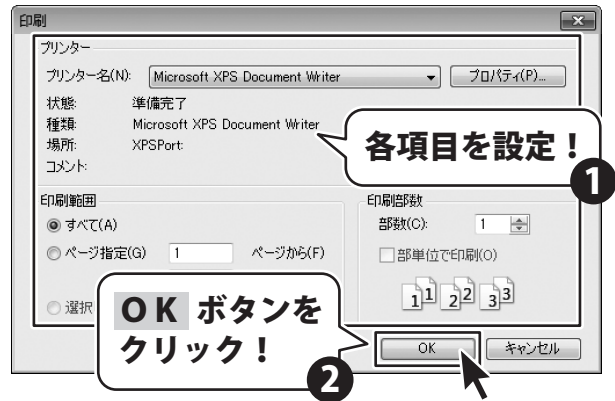 印刷
プリンター
プリンター名(N): Microsoft XPS Document Writer プロパティ(P)...
状態: 準備完了
種類: Microsoft XPS Document Writer
場所: XPSPort:
コメント:
各項目を設定!
1
印刷範囲
すべて(A)
ページ指定(G) 1 ページから(F)
選択
印刷部数
部数(C): 1
部単位で印刷(O)
1 1 2 2 3 3
OK ボタンを
クリック!
2
OK キャンセル